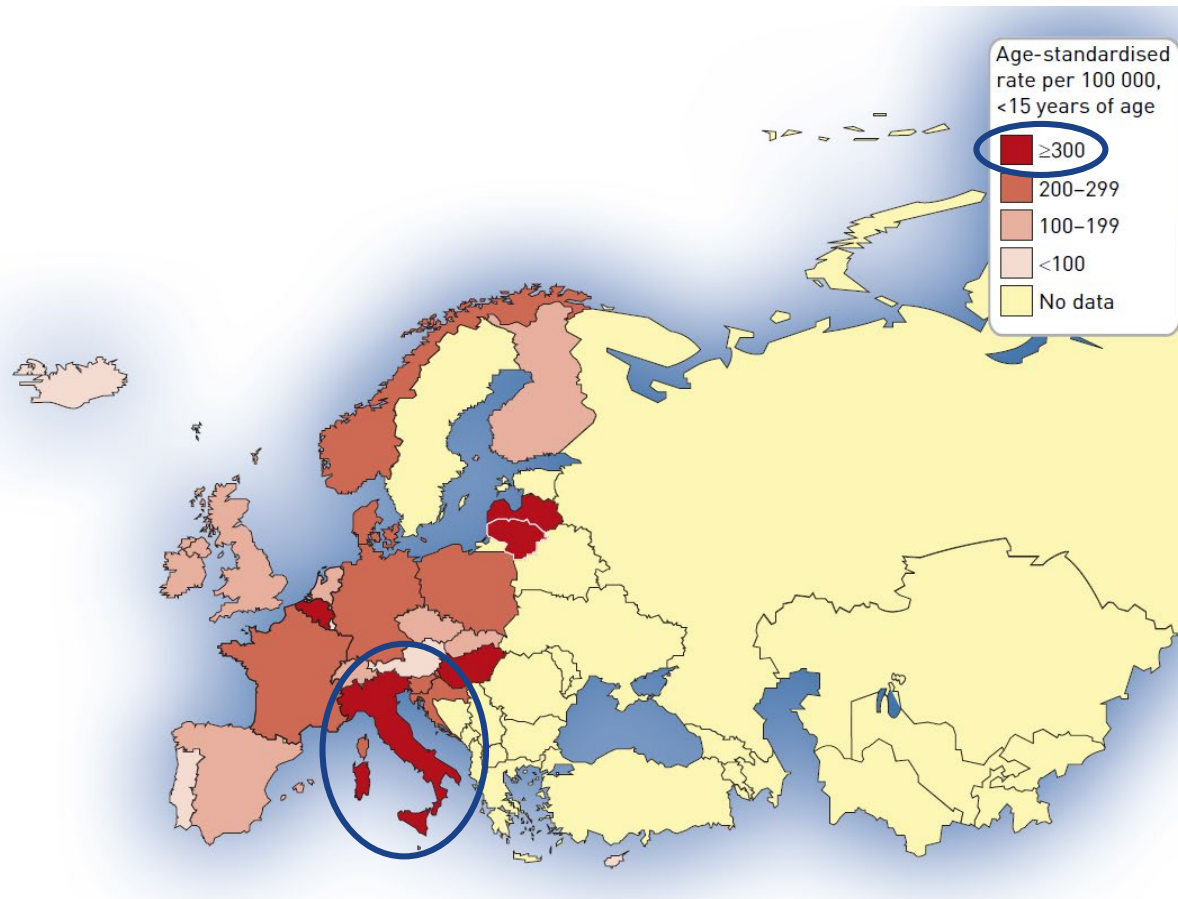 Age-standardised
rate per 100 000,
<15 years of age
≥300
200–299
100–199
<100
No data